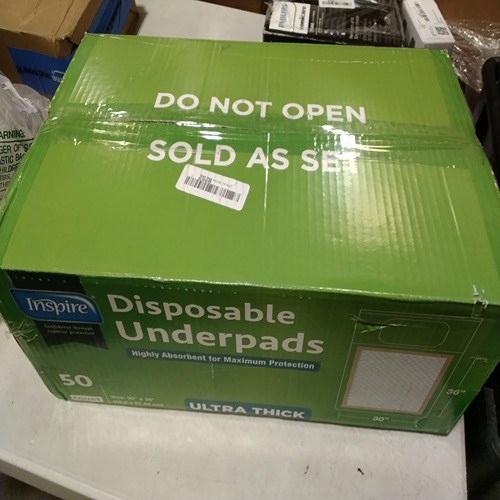 PHILIPS
DO NOT OPEN
SOLD AS SET
Inspire
Disposable
Underpads
Highly Absorbent for Maximum Protection
50
ULTRA THICK
36"
30"